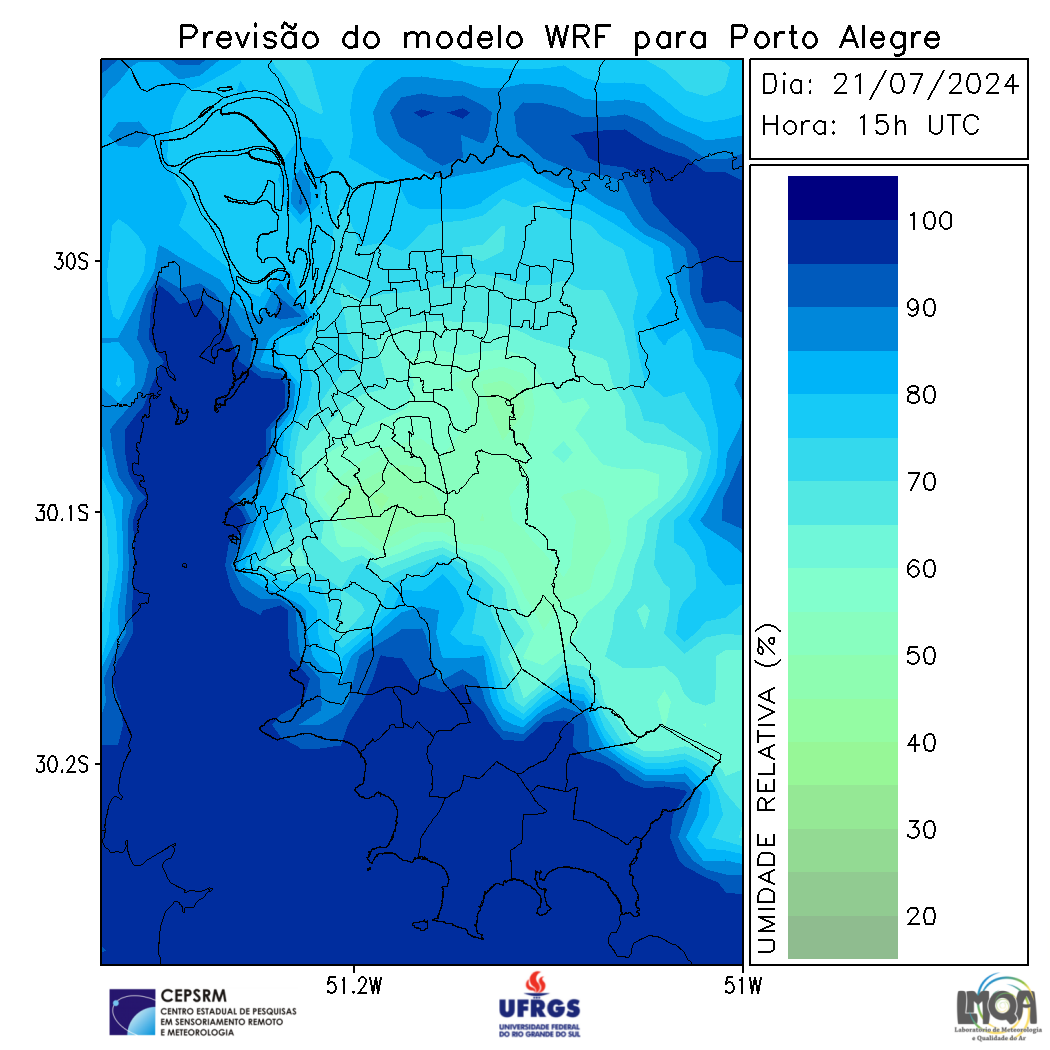 Previsão do modelo WRF para Porto Alegre
Dia: 21/07/2024
Hora: 15h UTC
100
90
80
70
60
50
40
30
20
UMIDADE RELATIVA (%)
30S
30.1S
30.2S
51.2W
51W
CEPSRM
CENTRO ESTADUAL DE PESQUISAS
EM SENSORIAMENTO REMOTO
E METEOROLOGIA
UFRGS
UNIVERSIDADE FEDERAL
DO RIO GRANDE DO SUL
LMQA
Laboratório de Meteorologia
e Qualidade do Ar